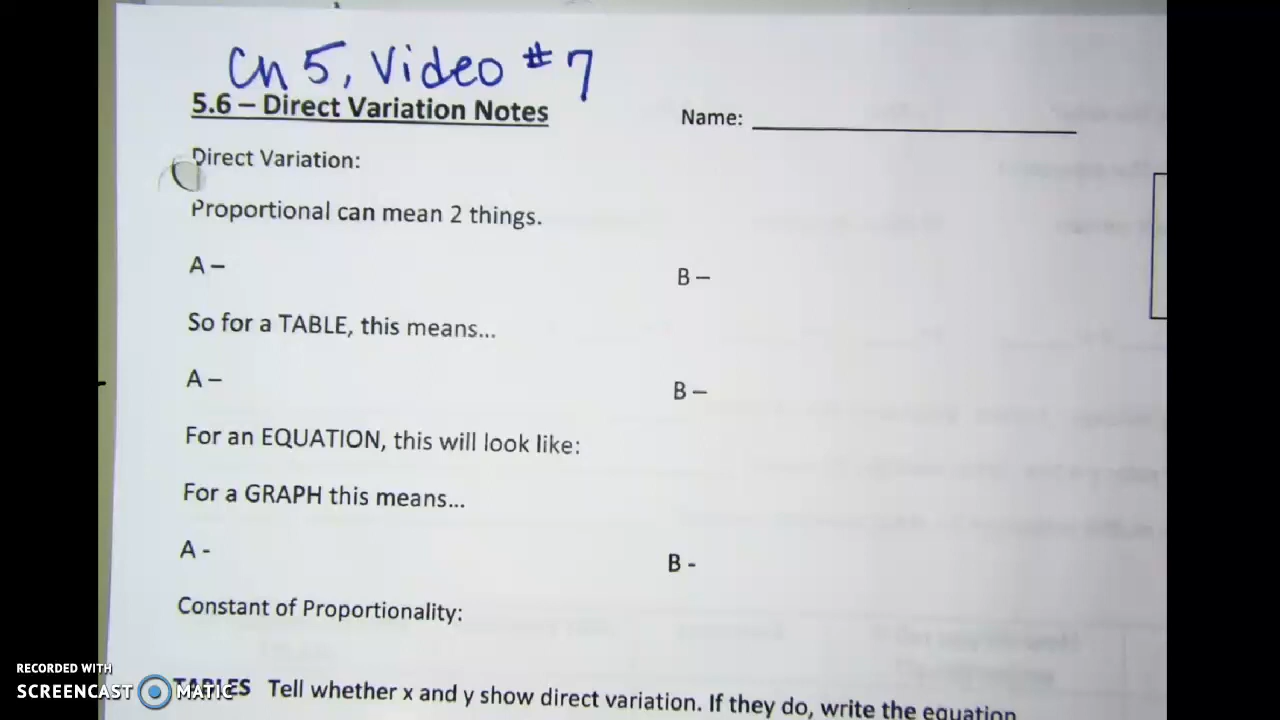 Ch 5, Video #7
5.6 – Direct Variation Notes
Name:
Direct Variation:
Proportional can mean 2 things.
A –
B –
So for a TABLE, this means...
A –
B –
For an EQUATION, this will look like:
For a GRAPH this means...
A -
B -
Constant of Proportionality:
TABLES Tell whether x and y show direct variation. If they do, write the equation
RECORDED WITH
SCREENCAST MATIC